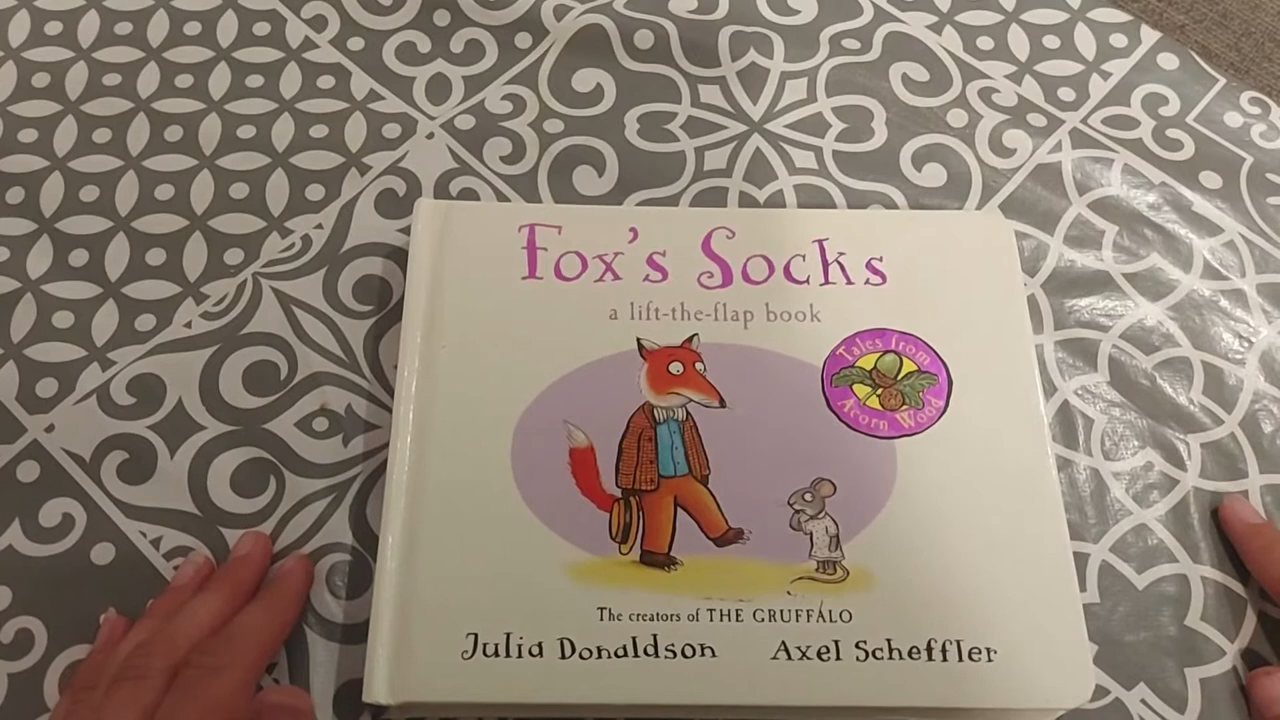 Fox's Socks
a lift-the-flap book
Tales from
Acorn Wood
The creators of THE GRUFFALO
Julia Donaldson Axel Scheffler